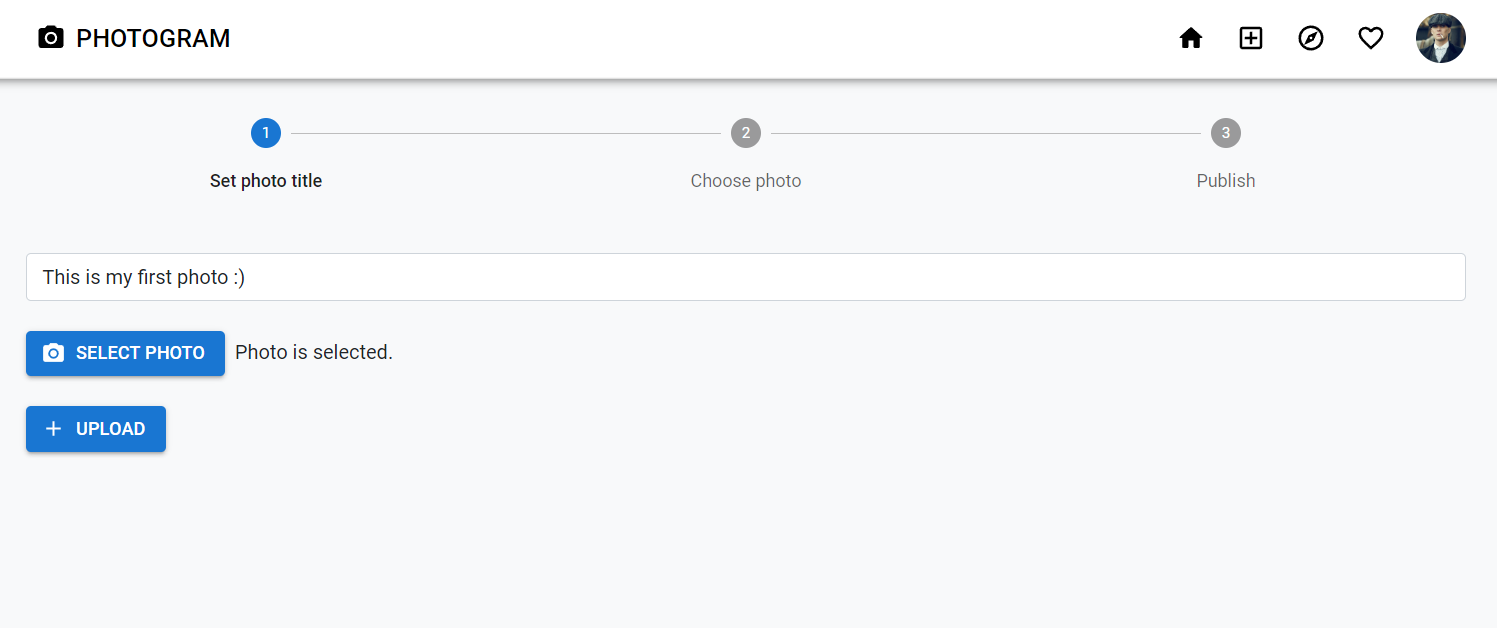 PHOTOGRAM
1 2 3
Set photo title Choose photo Publish
This is my first photo :)
SELECT PHOTO Photo is selected.
UPLOAD